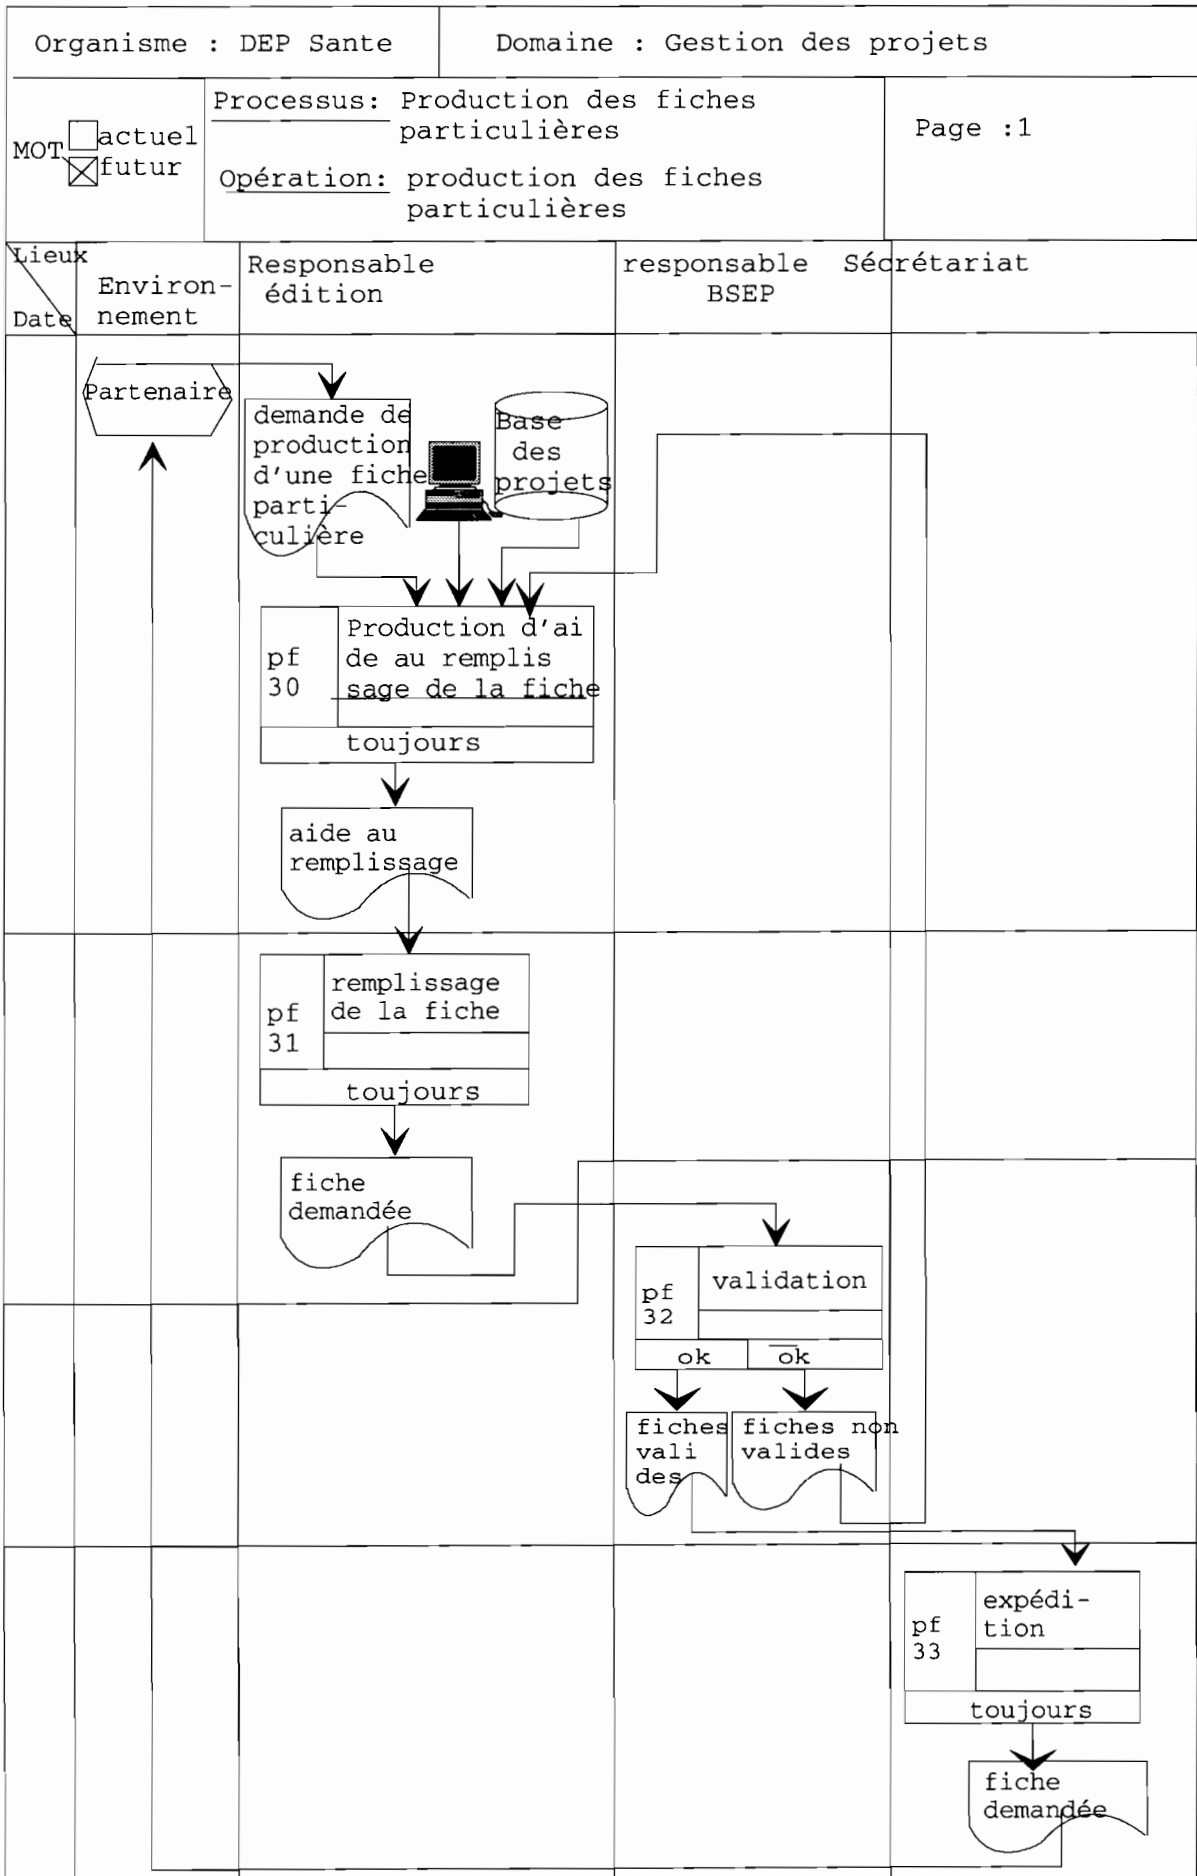 Organisme : DEP Sante
Domaine : Gestion des projets
MOT
actuel
futur
Processus: Production des fiches
particulières
Opération: production des fiches
particulières
Page :1
Lieux
Date
Environ-
nement
Responsable
édition
responsable
BSEP
Sécrétariat
Partenaire
demande de
production
d'une fiche
parti-
culière
Base
des
projets
pf
30
Production d'ai
de au remplis
sage de la fiche
toujours
aide au
remplissage
pf
31
remplissage
de la fiche
toujours
fiche
demandée
pf
32
validation
ok
ok
fiches
vali
des
fiches non
valides
pf
33
expédi-
tion
toujours
fiche
demandée